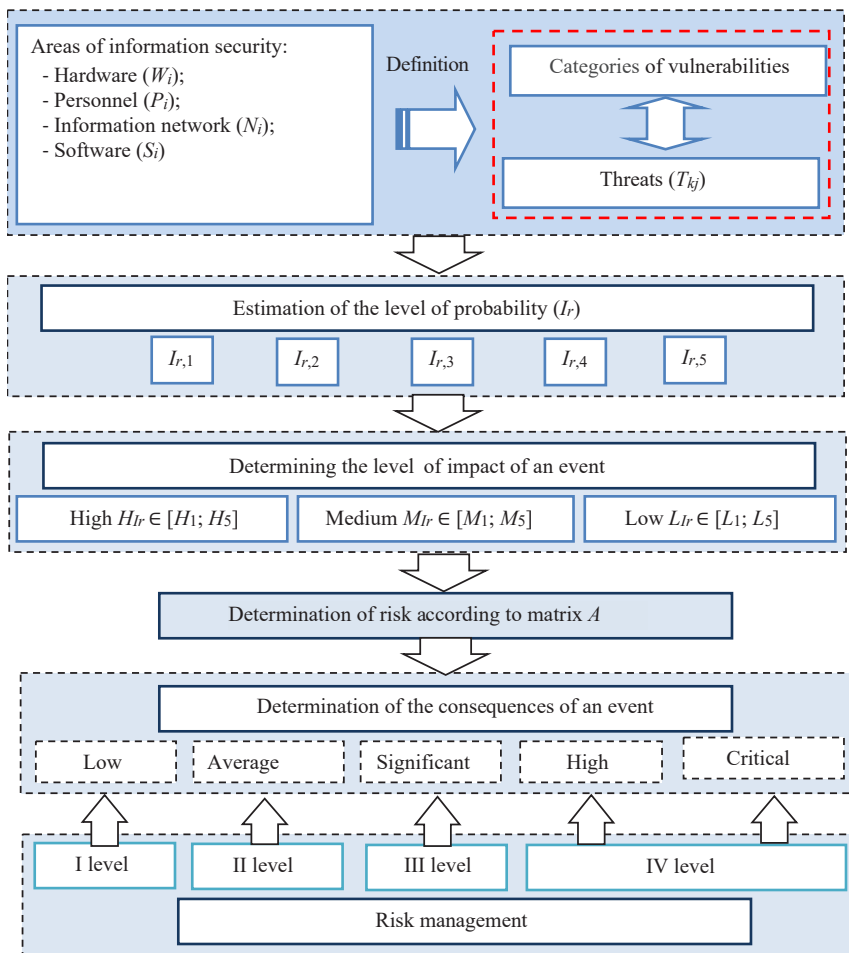 Areas of information security:
- Hardware (Wi);
- Personnel (Pi);
- Information network (Ni);
- Software (Si)
Definition
Categories of vulnerabilities
Threats (Tkj)
Estimation of the level of probability (Ir)
Ir,1 Ir,2 Ir,3 Ir,4 Ir,5
Determining the level of impact of an event
High HIr ∈ [H1; H5] Medium MIr ∈ [M1; M5] Low LIr ∈ [L1; L5]
Determination of risk according to matrix A
Determination of the consequences of an event
Low Average Significant High Critical
I level II level III level IV level
Risk management